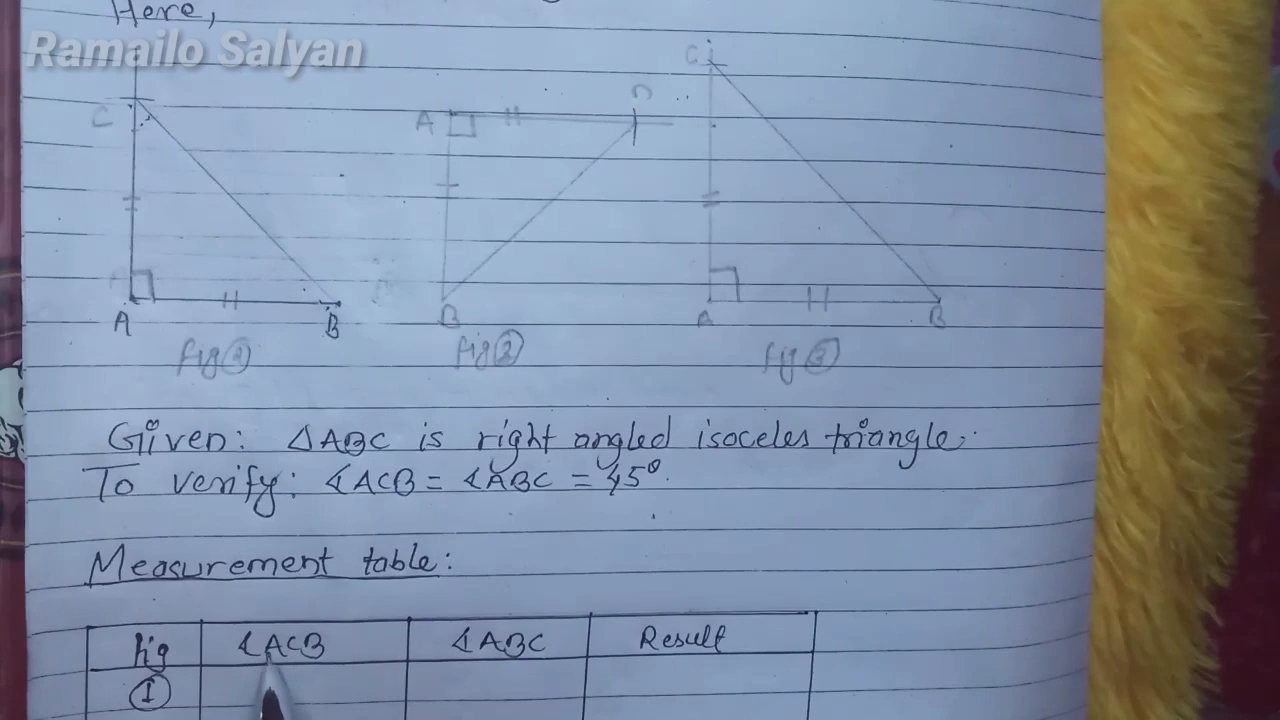 Here,
Ramailo Salyan
C
A
B
fig ①
A
B
fig ②
C
A
B
fig ③
Given: △ABC is right angled isoceles triangle.
To verify: ∡ACB = ∡ABC = 45°.
Measurement table:
fig ∡ACB ∡ABC Result
①